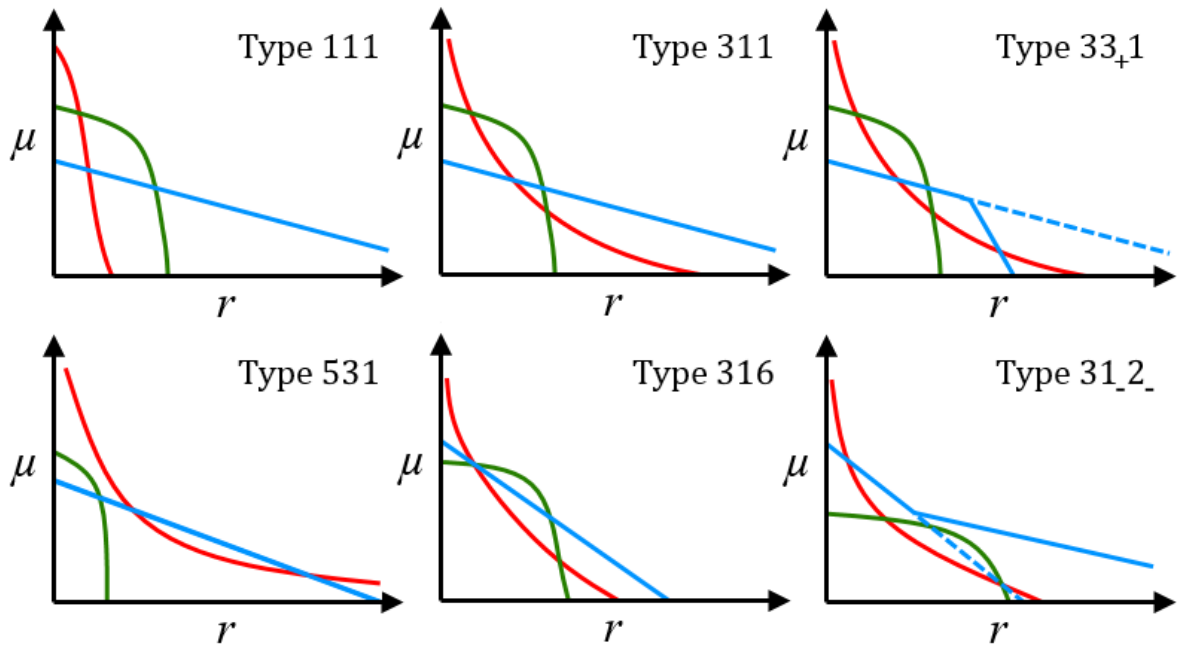 Type 111
μ
r
Type 311
μ
r
Type 33₊1
μ
r
Type 531
μ
r
Type 316
μ
r
Type 31₋2₋
μ
r